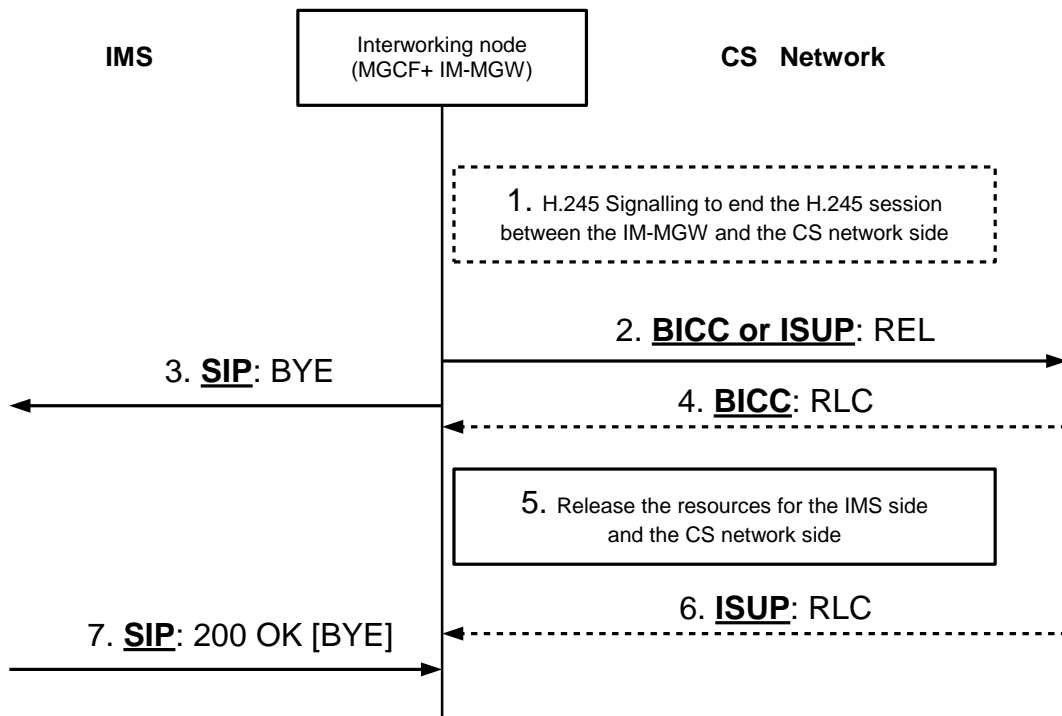 IMS
Interworking node
(MGCF+ IM-MGW)
CS Network
1. H.245 Signalling to end the H.245 session
between the IM-MGW and the CS network side
2. BICC or ISUP: REL
3. SIP: BYE
4. BICC: RLC
5. Release the resources for the IMS side
and the CS network side
6. ISUP: RLC
7. SIP: 200 OK [BYE]